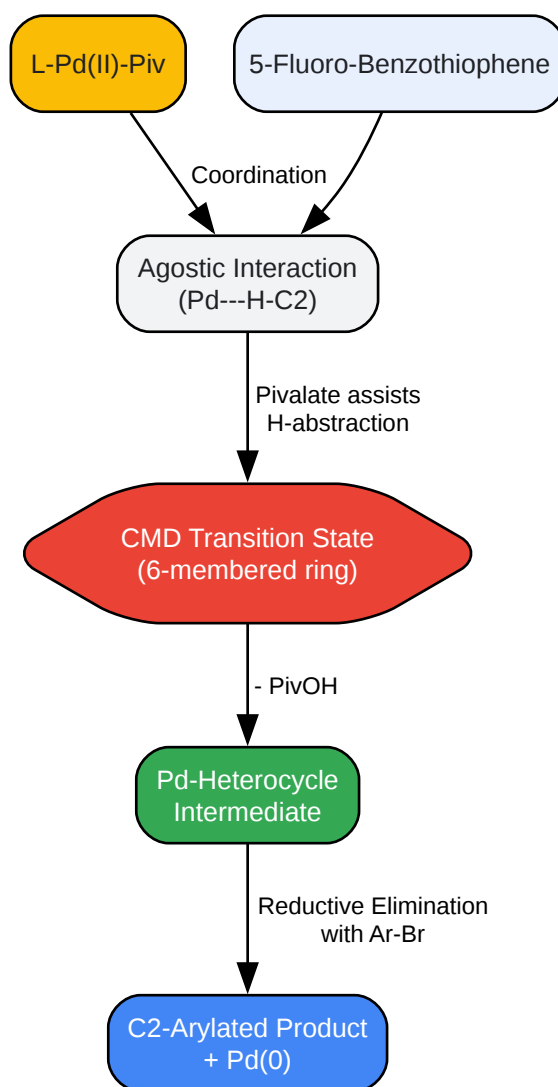 L-Pd(II)-Piv
5-Fluoro-Benzothiophene
Coordination
Agostic Interaction
(Pd---H-C2)
Pivalate assists
H-abstraction
CMD Transition State
(6-membered ring)
- PivOH
Pd-Heterocycle
Intermediate
Reductive Elimination
with Ar-Br
C2-Arylated Product
+ Pd(0)